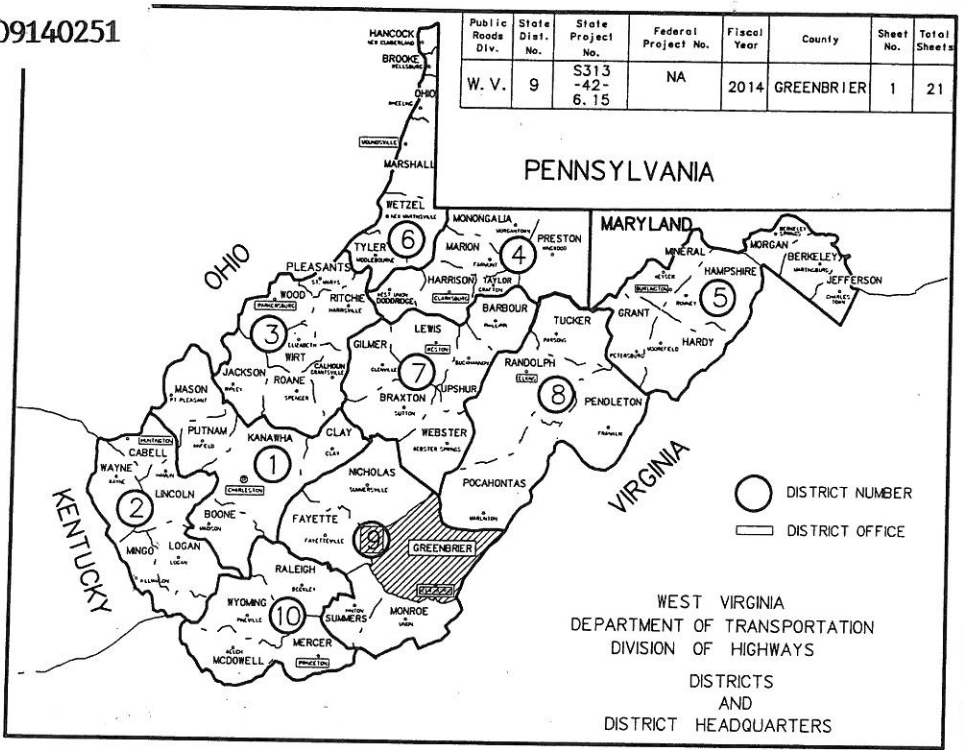 09140251
Public Roads Div.
State Dist. No.
State Project No.
Federal Project No.
Fiscal Year
County
Sheet No.
Total Sheets
W. V.
9
S313 -42- 6.15
NA
2014
GREENBRIER
1
21
HANCOCK
NEW CUMBERLAND
BROOKE
WELLSBURG
OHIO
WHEELING
MOUNDSVILLE
MARSHALL
PENNSYLVANIA
WETZEL
NEW MARTINSVILLE
6
TYLER
MIDDLEBOURNE
MONONGALIA
MORGANTOWN
MARION
FAIRMONT
4
PRESTON
KINGWOOD
MARYLAND
MORGAN
BERKELEY SPRINGS
BERKELEY
MARTINSBURG
JEFFERSON
CHARLES TOWN
MINERAL
KEYSER
HAMPSHIRE
BURLINGTON
ROMNEY
5
GRANT
PETERSBURG
MOOREFIELD
HARDY
OHIO
PLEASANTS
ST. MARYS
WOOD
PARKERSBURG
RITCHIE
HARRISVILLE
WEST UNION
DODDRIDGE
HARRISON
CLARKSBURG
TAYLOR
GRAFTON
BARBOUR
PHILIPPI
TUCKER
PARSONS
3
ELIZABETH
WIRT
GILMER
GLENVILLE
LEWIS
WESTON
BUCKHANNON
UPSHUR
7
RANDOLPH
ELKINS
8
PENDLETON
FRANKLIN
JACKSON
RIPLEY
ROANE
SPENCER
CALHOUN
GRANTSVILLE
BRAXTON
SUTTON
MASON
PT PLEASANT
PUTNAM
WINFIELD
KANAWHA
CLAY
CLAY
WEBSTER
WEBSTER SPRINGS
HUNTINGTON
CABELL
WAYNE
WAYNE
HAMLIN
LINCOLN
2
1
CHARLESTON
NICHOLAS
SUMMERSVILLE
POCAHONTAS
MARLINTON
VIRGINIA
KENTUCKY
BOONE
MADISON
FAYETTE
FAYETTEVILLE
9
GREENBRIER
MINGO
WILLIAMSON
LOGAN
LOGAN
RALEIGH
BECKLEY
WYOMING
PINEVILLE
10
HINTON
SUMMERS
MONROE
UNION
WELCH
MCDOWELL
MERCER
PRINCETON
DISTRICT NUMBER
DISTRICT OFFICE
WEST VIRGINIA
DEPARTMENT OF TRANSPORTATION
DIVISION OF HIGHWAYS
DISTRICTS
AND
DISTRICT HEADQUARTERS